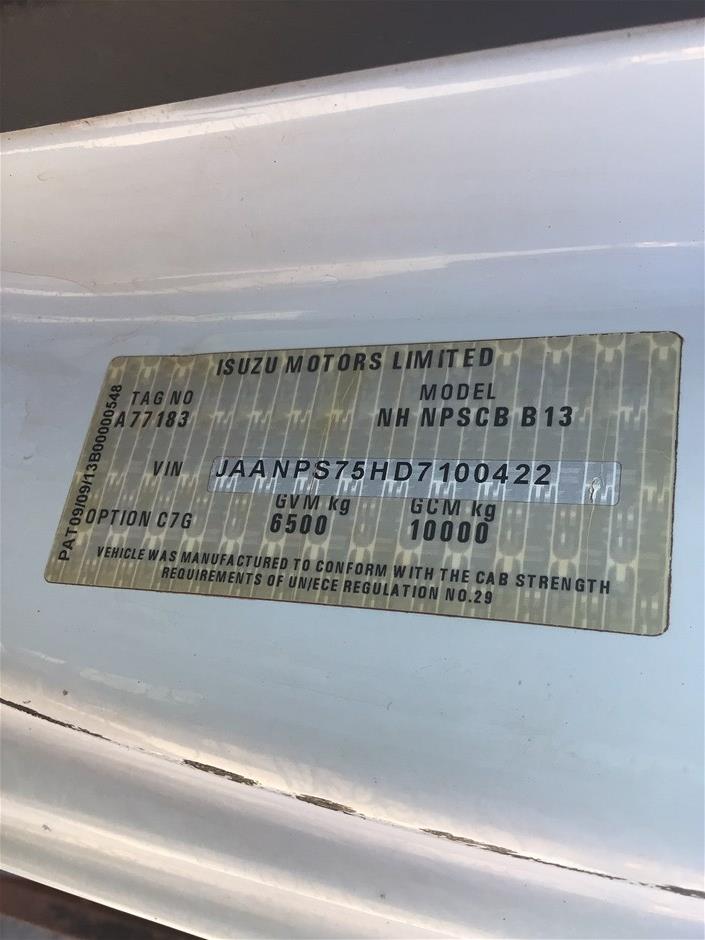 ISUZU MOTORS LIMITED
TAG NO MODEL
A77183 NH NPSCB B13
VIN JAANPS75HD7100422
GVM kg GCM kg
OPTION C7G 6500 10000
VEHICLE WAS MANUFACTURED TO CONFORM WITH THE CAB STRENGTH
REQUIREMENTS OF UN/ECE REGULATION NO.29
PAT09/09/13B00000548